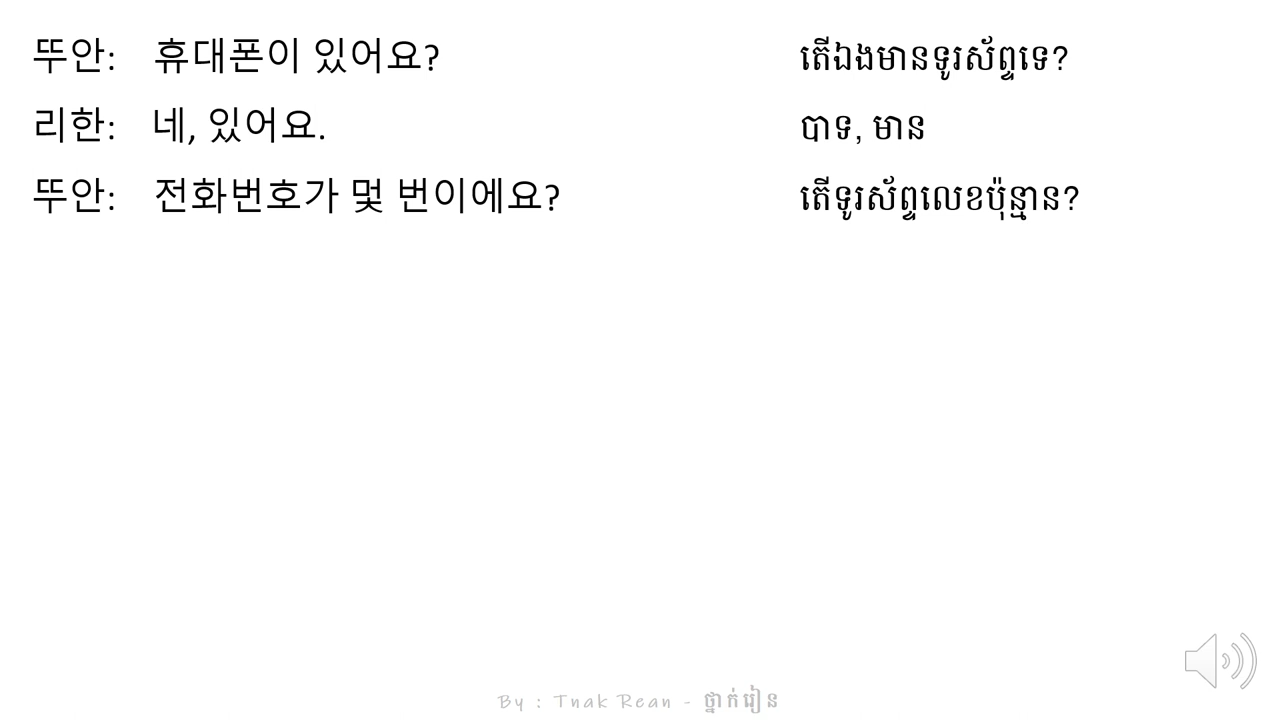 뚜안: 휴대폰이 있어요? តើឯងមានទូរស័ព្ទទេ?
리한: 네, 있어요. បាទ, មាន
뚜안: 전화번호가 몇 번이에요? តើទូរស័ព្ទលេខប៉ុន្មាន?
By : Tnak Rean - ថ្នាក់រៀន